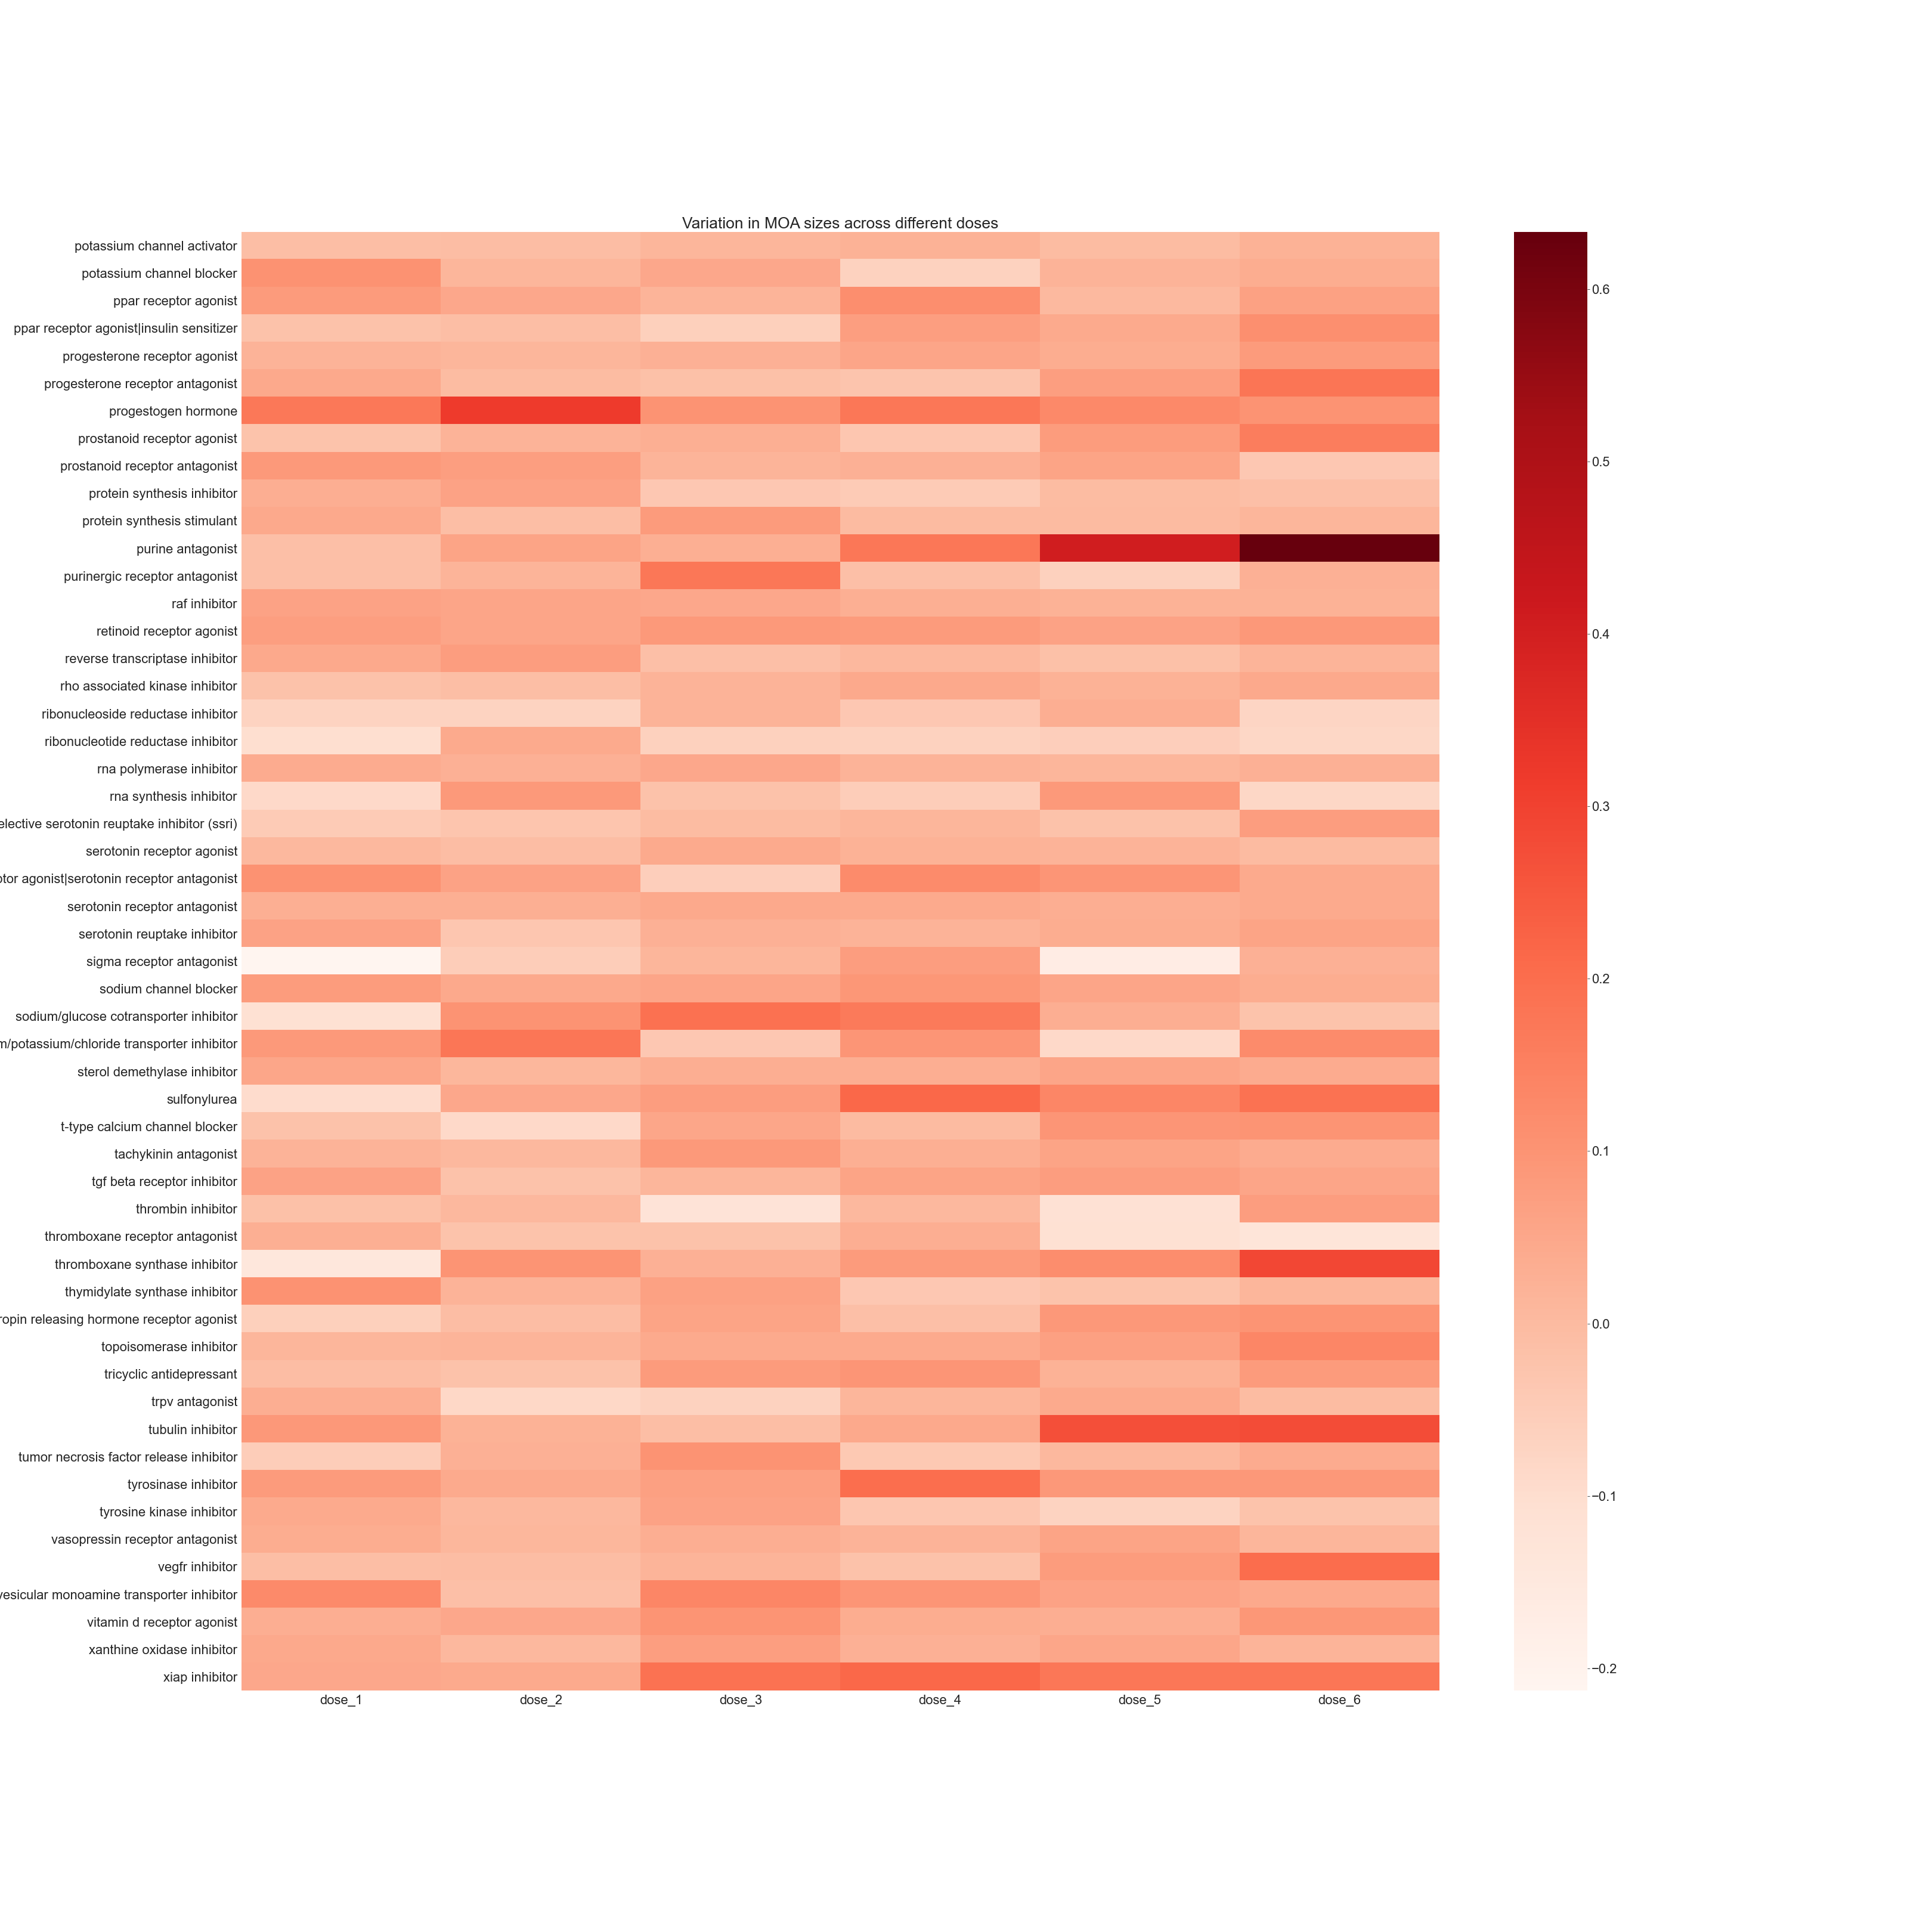 Variation in MOA sizes across different doses
potassium channel activator
potassium channel blocker
ppar receptor agonist
ppar receptor agonist|insulin sensitizer
progesterone receptor agonist
progesterone receptor antagonist
progestogen hormone
prostanoid receptor agonist
prostanoid receptor antagonist
protein synthesis inhibitor
protein synthesis stimulant
purine antagonist
purinergic receptor antagonist
raf inhibitor
retinoid receptor agonist
reverse transcriptase inhibitor
rho associated kinase inhibitor
ribonucleoside reductase inhibitor
ribonucleotide reductase inhibitor
rna polymerase inhibitor
rna synthesis inhibitor
elective serotonin reuptake inhibitor (ssri)
serotonin receptor agonist
tor agonist|serotonin receptor antagonist
serotonin receptor antagonist
serotonin reuptake inhibitor
sigma receptor antagonist
sodium channel blocker
sodium/glucose cotransporter inhibitor
m/potassium/chloride transporter inhibitor
sterol demethylase inhibitor
sulfonylurea
t-type calcium channel blocker
tachykinin antagonist
tgf beta receptor inhibitor
thrombin inhibitor
thromboxane receptor antagonist
thromboxane synthase inhibitor
thymidylate synthase inhibitor
ropin releasing hormone receptor agonist
topoisomerase inhibitor
tricyclic antidepressant
trpv antagonist
tubulin inhibitor
tumor necrosis factor release inhibitor
tyrosinase inhibitor
tyrosine kinase inhibitor
vasopressin receptor antagonist
vegfr inhibitor
vesicular monoamine transporter inhibitor
vitamin d receptor agonist
xanthine oxidase inhibitor
xiap inhibitor
dose_1
dose_2
dose_3
dose_4
dose_5
dose_6
0.6
0.5
0.4
0.3
0.2
0.1
0.0
−0.1
−0.2